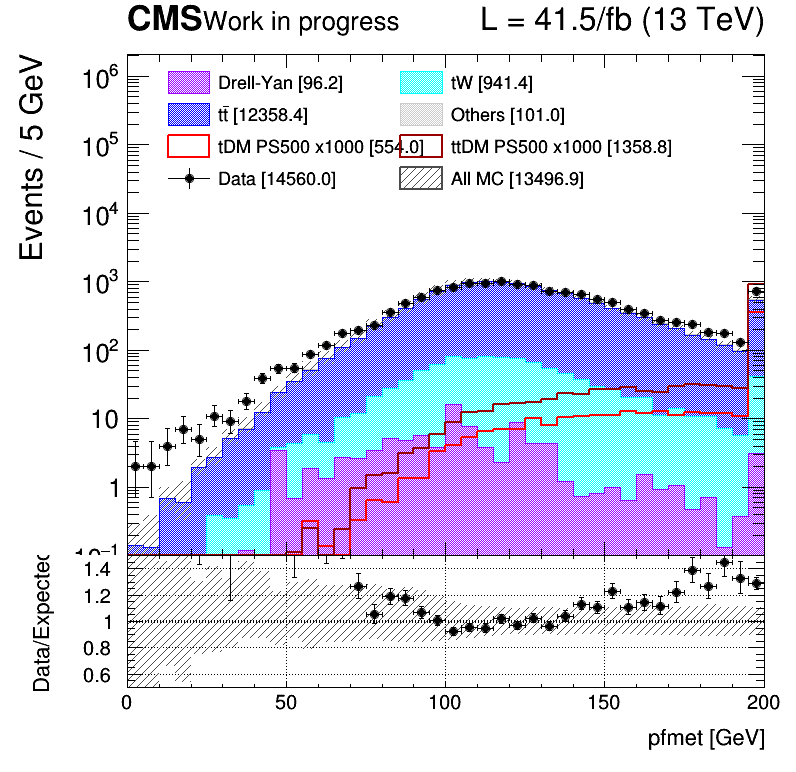 CMS Work in progress L = 41.5/fb (13 TeV)
Events / 5 GeV
10⁶
10⁵
10⁴
10³
10²
10
1
10⁻¹
Drell-Yan [96.2] tW [941.4]
tt̄ [12358.4] Others [101.0]
tDM PS500 x1000 [554.0] ttDM PS500 x1000 [1358.8]
Data [14560.0] All MC [13496.9]
Data/Expected
1.4
1.2
1
0.8
0.6
0 50 100 150 200
pfmet [GeV]